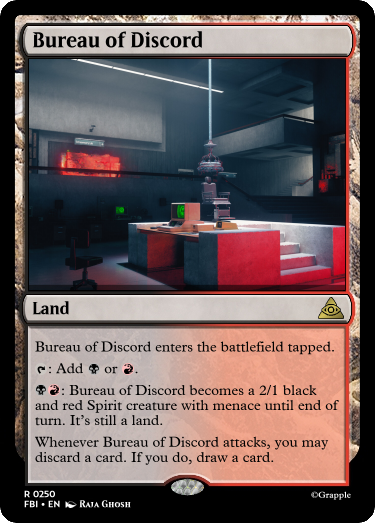 Bureau of Discord
Land
Bureau of Discord enters the battlefield tapped.
: Add or .
: Bureau of Discord becomes a 2/1 black
and red Spirit creature with menace until end
of turn. It's still a land.
Whenever Bureau of Discord attacks, you may
discard a card. If you do, draw a card.
R 0250
FBI • EN Raja Ghosh
©Grapple